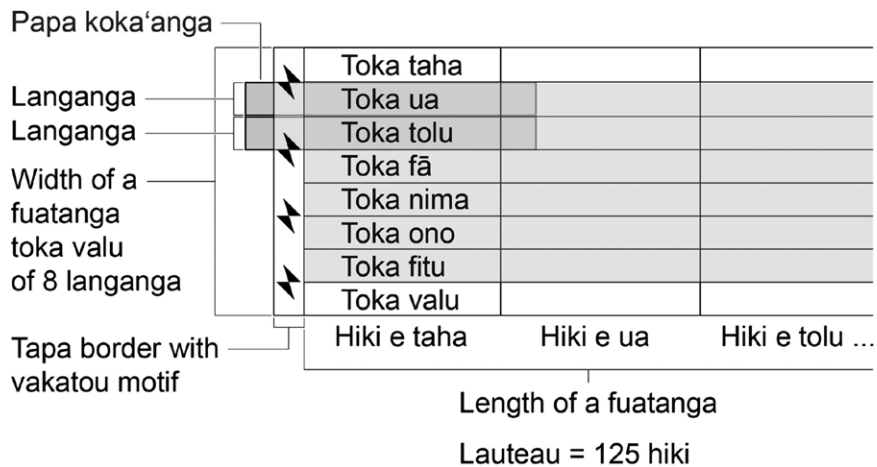 Papa koka‘anga
Langanga
Langanga
Width of a
fuatanga
toka valu
of 8 langanga
Tapa border with
vakatou motif
Toka taha
Toka ua
Toka tolu
Toka fā
Toka nima
Toka ono
Toka fitu
Toka valu
Hiki e taha
Hiki e ua
Hiki e tolu ...
Length of a fuatanga
Lauteau = 125 hiki